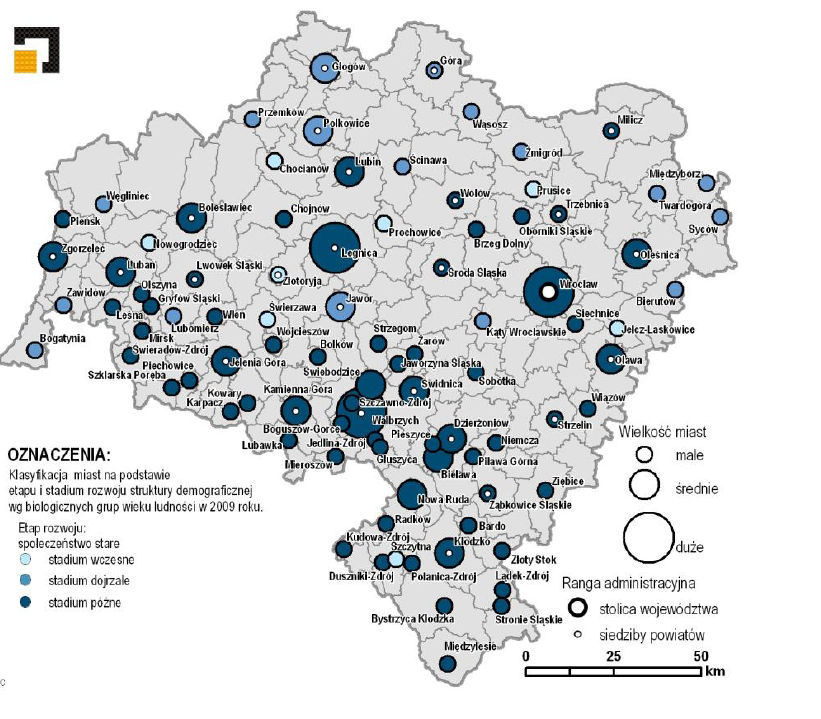 Głogów
Góra
Przemków
Polkowice
Wąsosz
Milicz
Chocianów
Lubin
Ścinawa
Żmigród
Międzybórz
Węgliniec
Bolesławiec
Chojnów
Wołów
Prusice
Trzebnica
Twardogora
Pieńsk
Nowogrodziec
Prochowice
Brzeg Dolny
Oborniki Śląskie
Syców
Zgorzelec
Lubań
Lwówek Śląski
Legnica
Środa Śląska
Oleśnica
Olszyna
Złotoryja
Wrocław
Zawidów
Gryfów Śląski
Jawór
Bierutów
Leśna
Lubomierz
Wleń
Świerzawa
Siechnice
Mirsk
Wojcieszów
Strzegom
Kąty Wrocławskie
Jelcz-Laskowice
Bogatynia
Świeradów-Zdrój
Bolków
Żarów
Piechowice
Jelenia Góra
Świebodzice
Jaworzyna Śląska
Oława
Szklarska Poręba
Sobótka
Kowary
Kamienna Góra
Świdnica
Karpacz
Szczawno-Zdrój
Wiązów
Wałbrzych
Dzierżoniów
Strzelin
Boguszów-Gorce
Pieszyce
Niemcza
Lubawka
Jedlina-Zdrój
Głuszyca
Piława Górna
Mieroszów
Bielawa
Ziębice
Nowa Ruda
Ząbkowice Śląskie
Radków
Bardo
Kudowa-Zdrój
Kłodzko
Szczytna
Złoty Stok
Duszniki-Zdrój
Polanica-Zdrój
Lądek-Zdrój
Bystrzyca Kłodzka
Stronie Śląskie
Międzylesie
OZNACZENIA:
Klasyfikacja miast na podstawie
etapu i stadium rozwoju struktury demograficznej
wg biologicznych grup wieku ludności w 2009 roku.
Etap rozwoju:
społeczeństwo stare
stadium wczesne
stadium dojrzałe
stadium późne
Wielkość miast
małe
średnie
duże
Ranga administracyjna
stolica województwa
siedziby powiatów
0 25 50
km
c